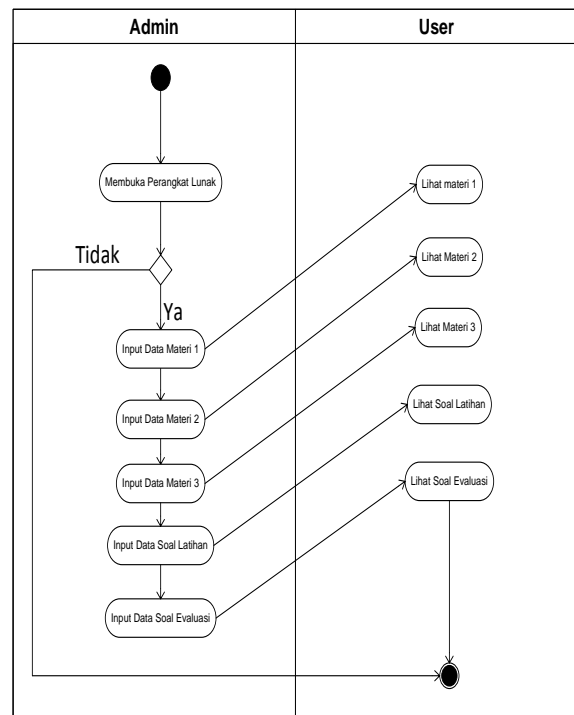 Admin
User
Membuka Perangkat Lunak
Lihat materi 1
Tidak
Lihat Materi 2
Ya
Input Data Materi 1
Lihat Materi 3
Input Data Materi 2
Lihat Soal Latihan
Input Data Materi 3
Lihat Soal Evaluasi
Input Data Soal Latihan
Input Data Soal Evaluasi